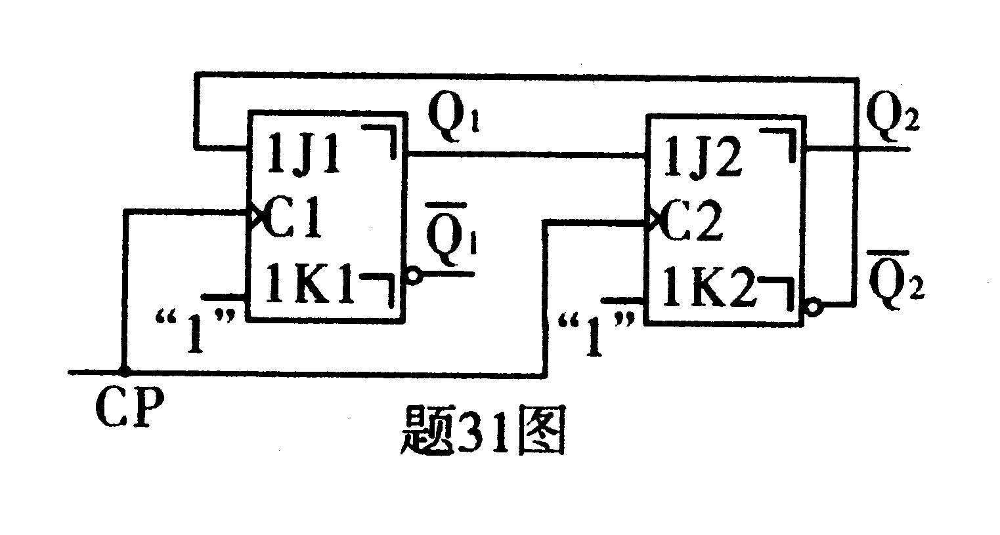 Q₁ Q₂
1J1 1J2
C1 C2
Q̅₁ Q̅₂
1K1 1K2
“1” “1”
CP
题31图